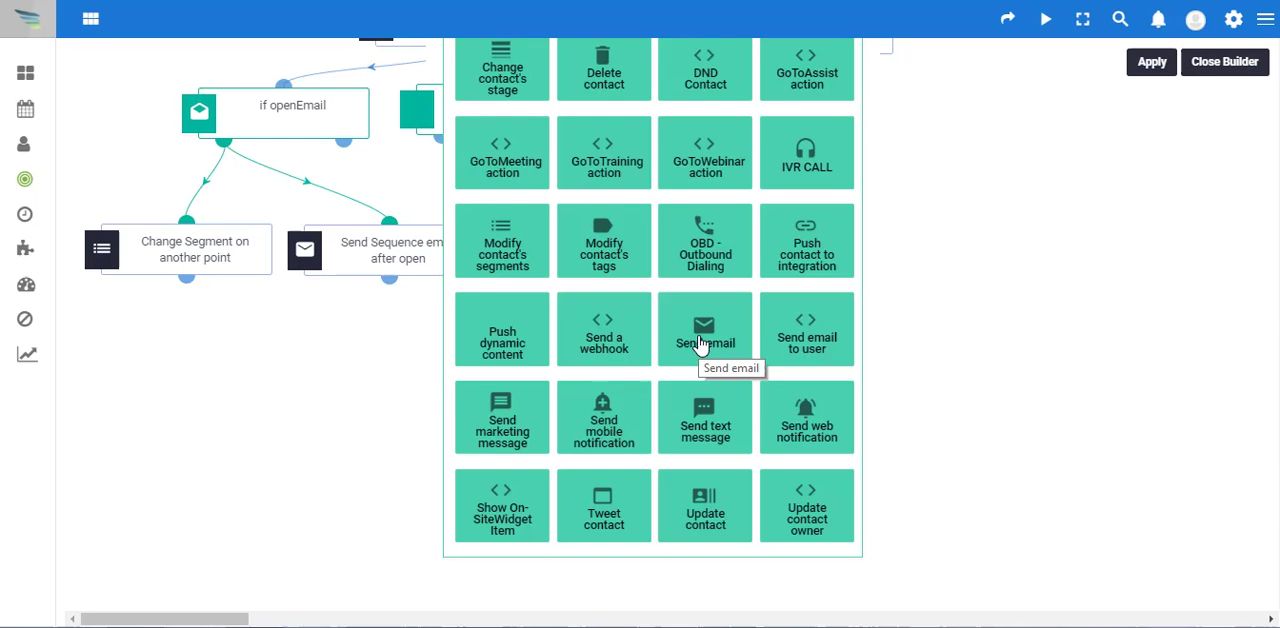 Apply
Close Builder
if openEmail
Change Segment on
another point
Send Sequence em
after open
Change
contact's
stage
Delete
contact
DND
Contact
GoToAssist
action
GoToMeeting
action
GoToTraining
action
GoToWebinar
action
IVR CALL
Modify
contact's
segments
Modify
contact's
tags
OBD -
Outbound
Dialing
Push
contact to
integration
Push
dynamic
content
Send a
webhook
Send email
Send email
Send email
to user
Send
marketing
message
Send
mobile
notification
Send text
message
Send web
notification
Show On-
SiteWidget
Item
Tweet
contact
Update
contact
Update
contact
owner